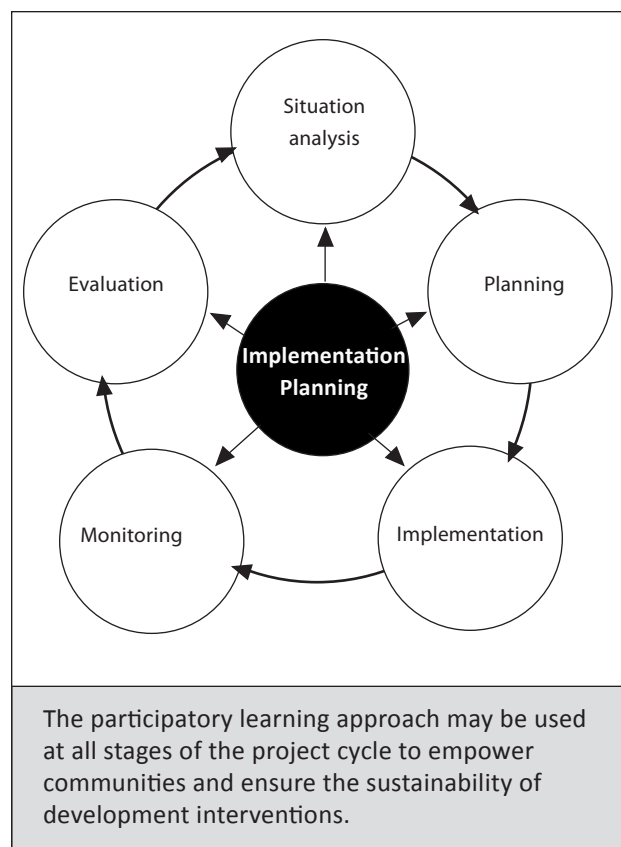 Situation
analysis
Evaluation
Planning
Implementation
Planning
Monitoring
Implementation
The participatory learning approach may be used
at all stages of the project cycle to empower
communities and ensure the sustainability of
development interventions.